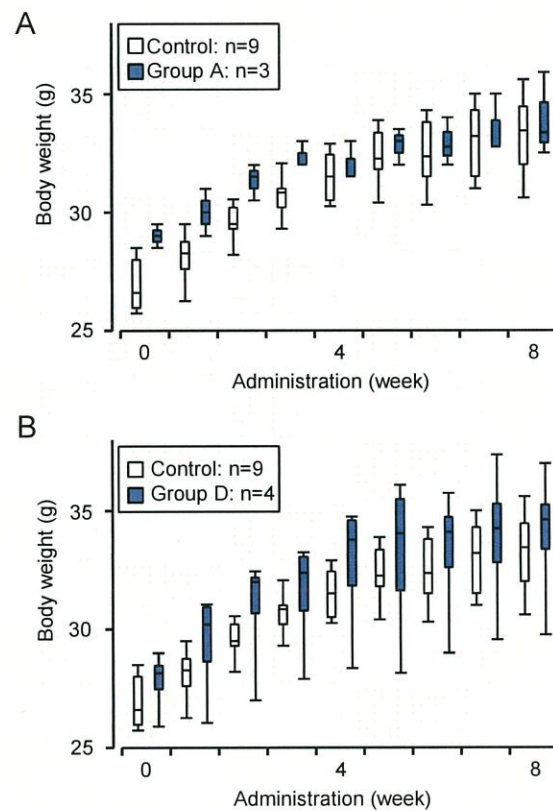 A
Control: n=9
Group A: n=3
35
30
25
Body weight (g)
0 4 8
Administration (week)
B
Control: n=9
Group D: n=4
35
30
25
Body weight (g)
0 4 8
Administration (week)